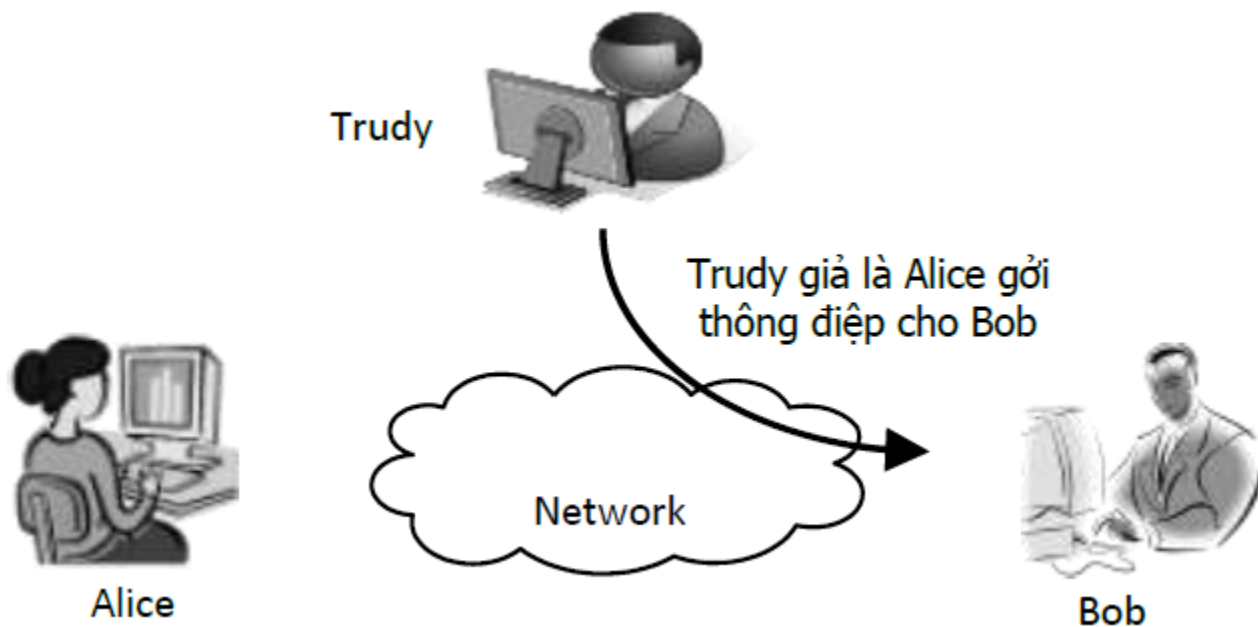 Trudy
Trudy giả là Alice gởi
thông điệp cho Bob
Network
Alice
Bob